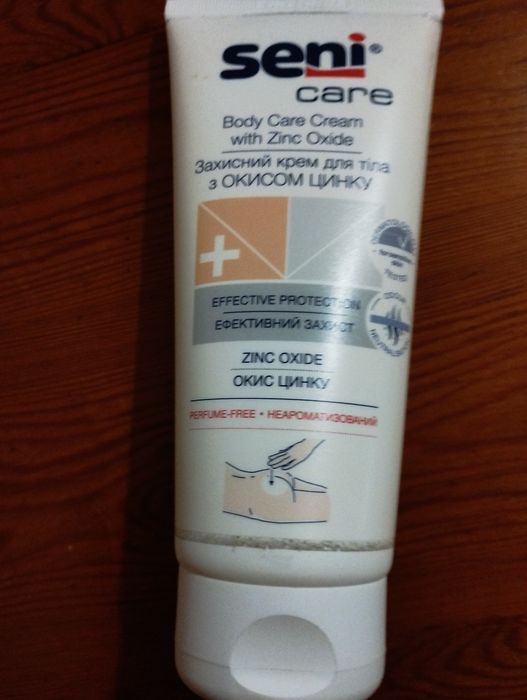 seni®
care
Body Care Cream
with Zinc Oxide
Захисний крем для тіла
з ОКИСОМ ЦИНКУ
EFFECTIVE PROTECTION
ЕФЕКТИВНИЙ ЗАХИСТ
ZINC OXIDE
ОКИС ЦИНКУ
PERFUME-FREE • НЕАРОМАТИЗОВАНИЙ